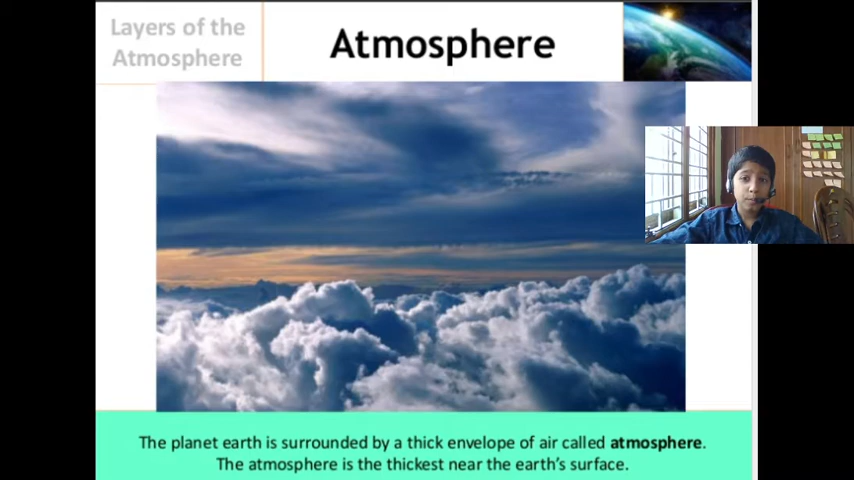 Layers of the
Atmosphere
Atmosphere
The planet earth is surrounded by a thick envelope of air called atmosphere.
The atmosphere is the thickest near the earth's surface.